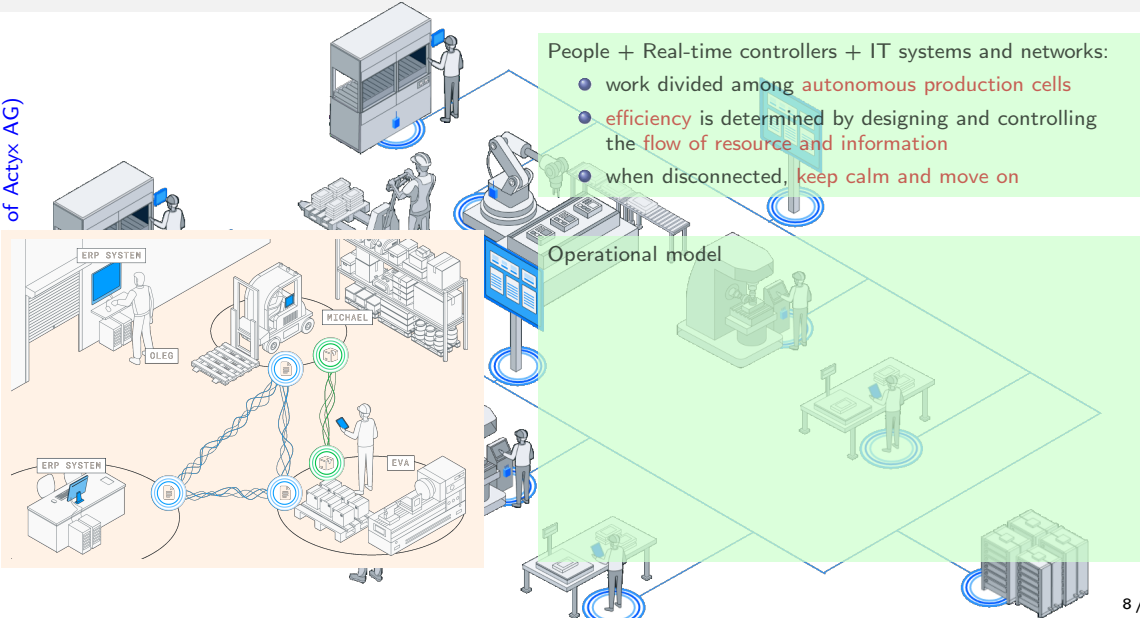 People + Real-time controllers + IT systems and networks:
work divided among autonomous production cells
efficiency is determined by designing and controlling
the flow of resource and information
when disconnected, keep calm and move on
of Actyx AG)
Operational model
ERP SYSTEM
MICHAEL
OLEG
ERP SYSTEM
EVA
8/